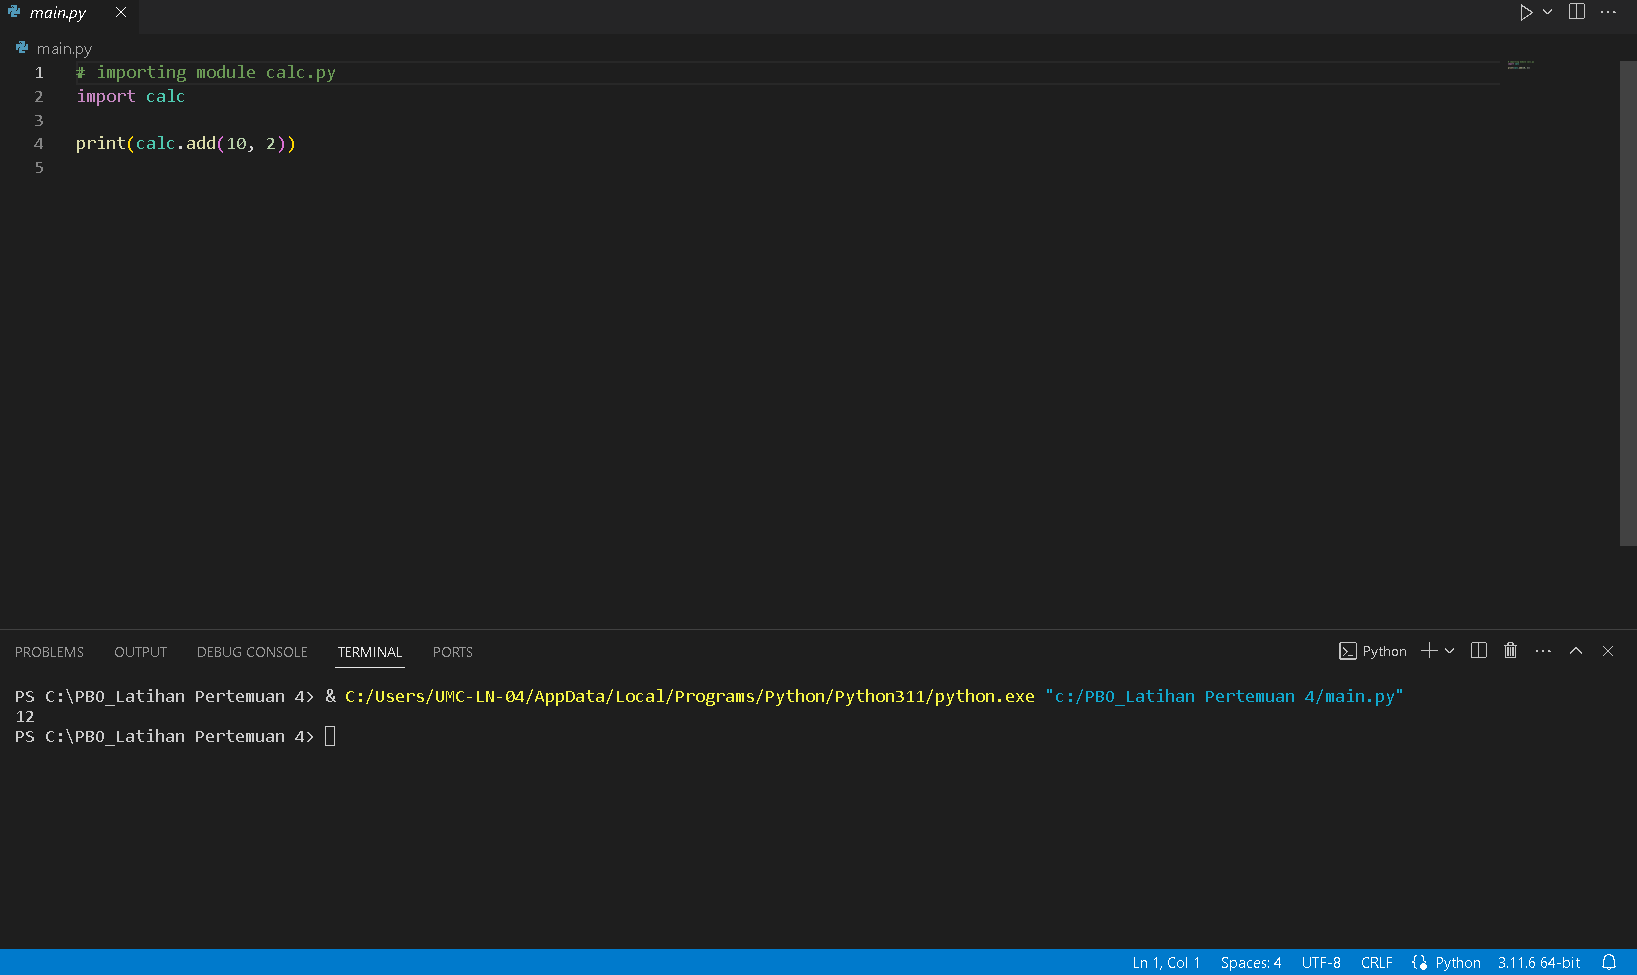 main.py
main.py
1 # importing module calc.py
2 import calc
3
4 print(calc.add(10, 2))
5
PROBLEMS OUTPUT DEBUG CONSOLE TERMINAL PORTS Python
PS C:\PBO_Latihan Pertemuan 4> & C:/Users/UMC-LN-04/AppData/Local/Programs/Python/Python311/python.exe "c:/PBO_Latihan Pertemuan 4/main.py"
12
PS C:\PBO_Latihan Pertemuan 4>
Ln 1, Col 1 Spaces: 4 UTF-8 CRLF Python 3.11.6 64-bit